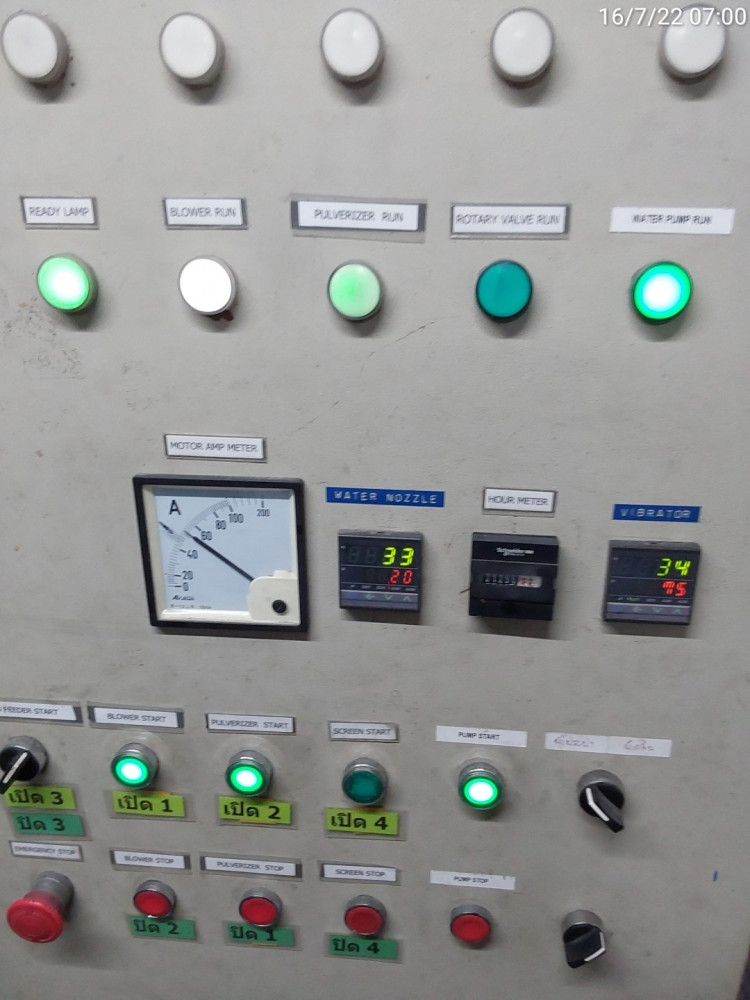 16/7/22 07:00
READY LAMP
BLOWER RUN
PULVERIZER RUN
ROTARY VALVE RUN
WATER PUMP RUN
MOTOR AMP METER
WATER NOZZLE
HOUR METER
VIBRATOR
A
200
100
80
60
40
20
0
33
20
Schneider
34
FEEDER START
BLOWER START
PULVERIZER START
SCREEN START
PUMP START
เปิด 3
เปิด 1
เปิด 2
เปิด 4
ปิด 3
EMERGENCY STOP
BLOWER STOP
PULVERIZER STOP
SCREEN STOP
PUMP STOP
ปิด 2
ปิด 1
ปิด 4